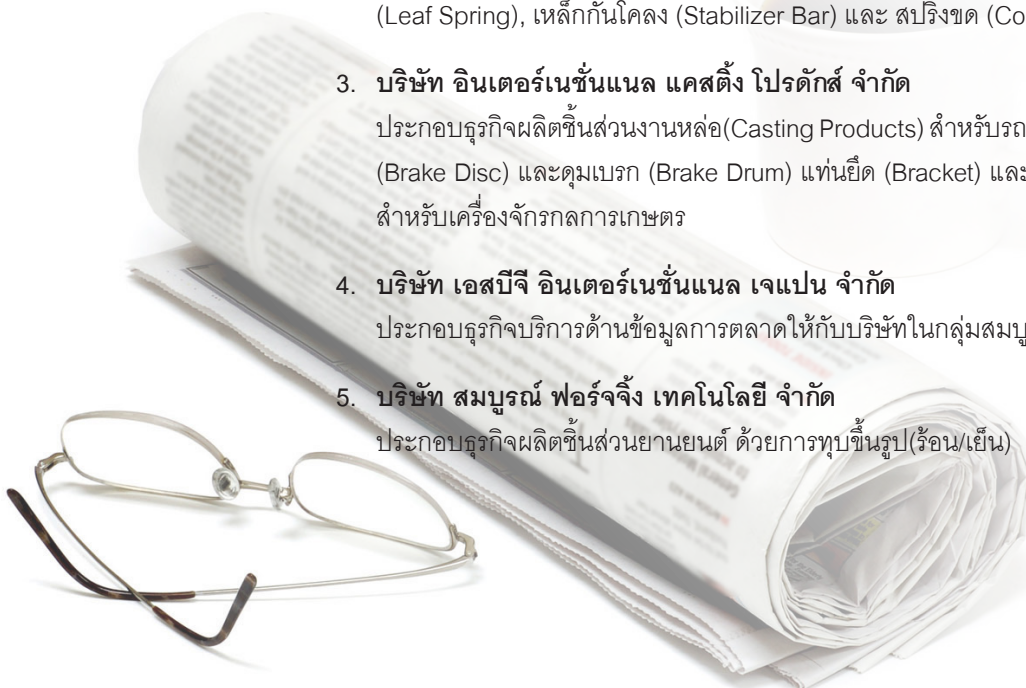 (Leaf Spring), เหล็กกันโคลง (Stabilizer Bar) และ สปริงขด (Co
3. บริษัท อินเตอร์เนชั่นแนล แคสติ้ง โปรดักส์ จำกัด
ประกอบธุรกิจผลิตชิ้นส่วนงานหล่อ(Casting Products) สำหรับรถ
(Brake Disc) และดุมเบรก (Brake Drum) แท่นยึด (Bracket) และ
สำหรับเครื่องจักรกลการเกษตร
4. บริษัท เอสบีจี อินเตอร์เนชั่นแนล เจแปน จำกัด
ประกอบธุรกิจบริการด้านข้อมูลการตลาดให้กับบริษัทในกลุ่มสมบู
5. บริษัท สมบูรณ์ ฟอร์จจิ้ง เทคโนโลยี จำกัด
ประกอบธุรกิจผลิตชิ้นส่วนยานยนต์ ด้วยการทุบขึ้นรูป(ร้อน/เย็น)